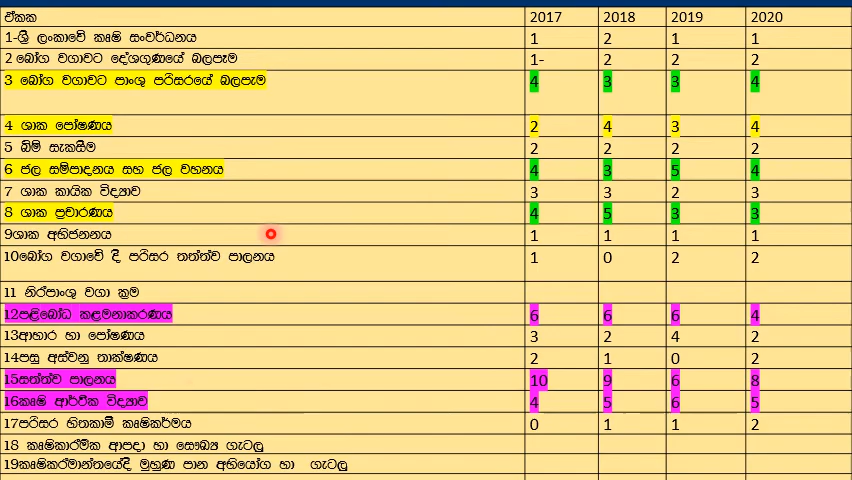 ඒකක 2017 2018 2019 2020
1-ශ්‍රී ලංකාවේ කෘෂි සංවර්ධනය 1 2 1 1
2 බෝග වගාවට දේශගුණයේ බලපෑම 1- 2 2 2
3 බෝග වගාවට පාංශු පරිසරයේ බලපෑම 4 3 3 4
4 ශාක පෝෂණය 2 4 3 4
5 බිම් සැකසීම 2 2 2 2
6 ජල සම්පාදනය සහ ජල වහනය 4 3 5 4
7 ශාක කායික විද්‍යාව 3 3 2 3
8 ශාක ප්‍රචාරණය 4 5 3 3
9ශාක අභිජනනය 1 1 1 1
10බෝග වගාවේ දී පරිසර තත්ත්ව පාලනය 1 0 2 2
11 නිර්පාංශු වගා ක්‍රම
12පළිබෝධ කළමනාකරණය 6 6 6 4
13ආහාර හා පෝෂණය 3 2 4 2
14පසු අස්වනු තාක්ෂණය 2 1 0 2
15සත්ත්ව පාලනය 10 9 6 8
16කෘෂි ආර්ථික විද්‍යාව 4 5 6 5
17පරිසර හිතකාමී කෘෂිකර්මය 0 1 1 2
18 කෘෂිකාර්මික ආපදා හා සෞඛ්‍ය ගැටලු
19කෘෂිකර්මාන්තයේදී මුහුණ පාන අභියෝග හා ගැටලු